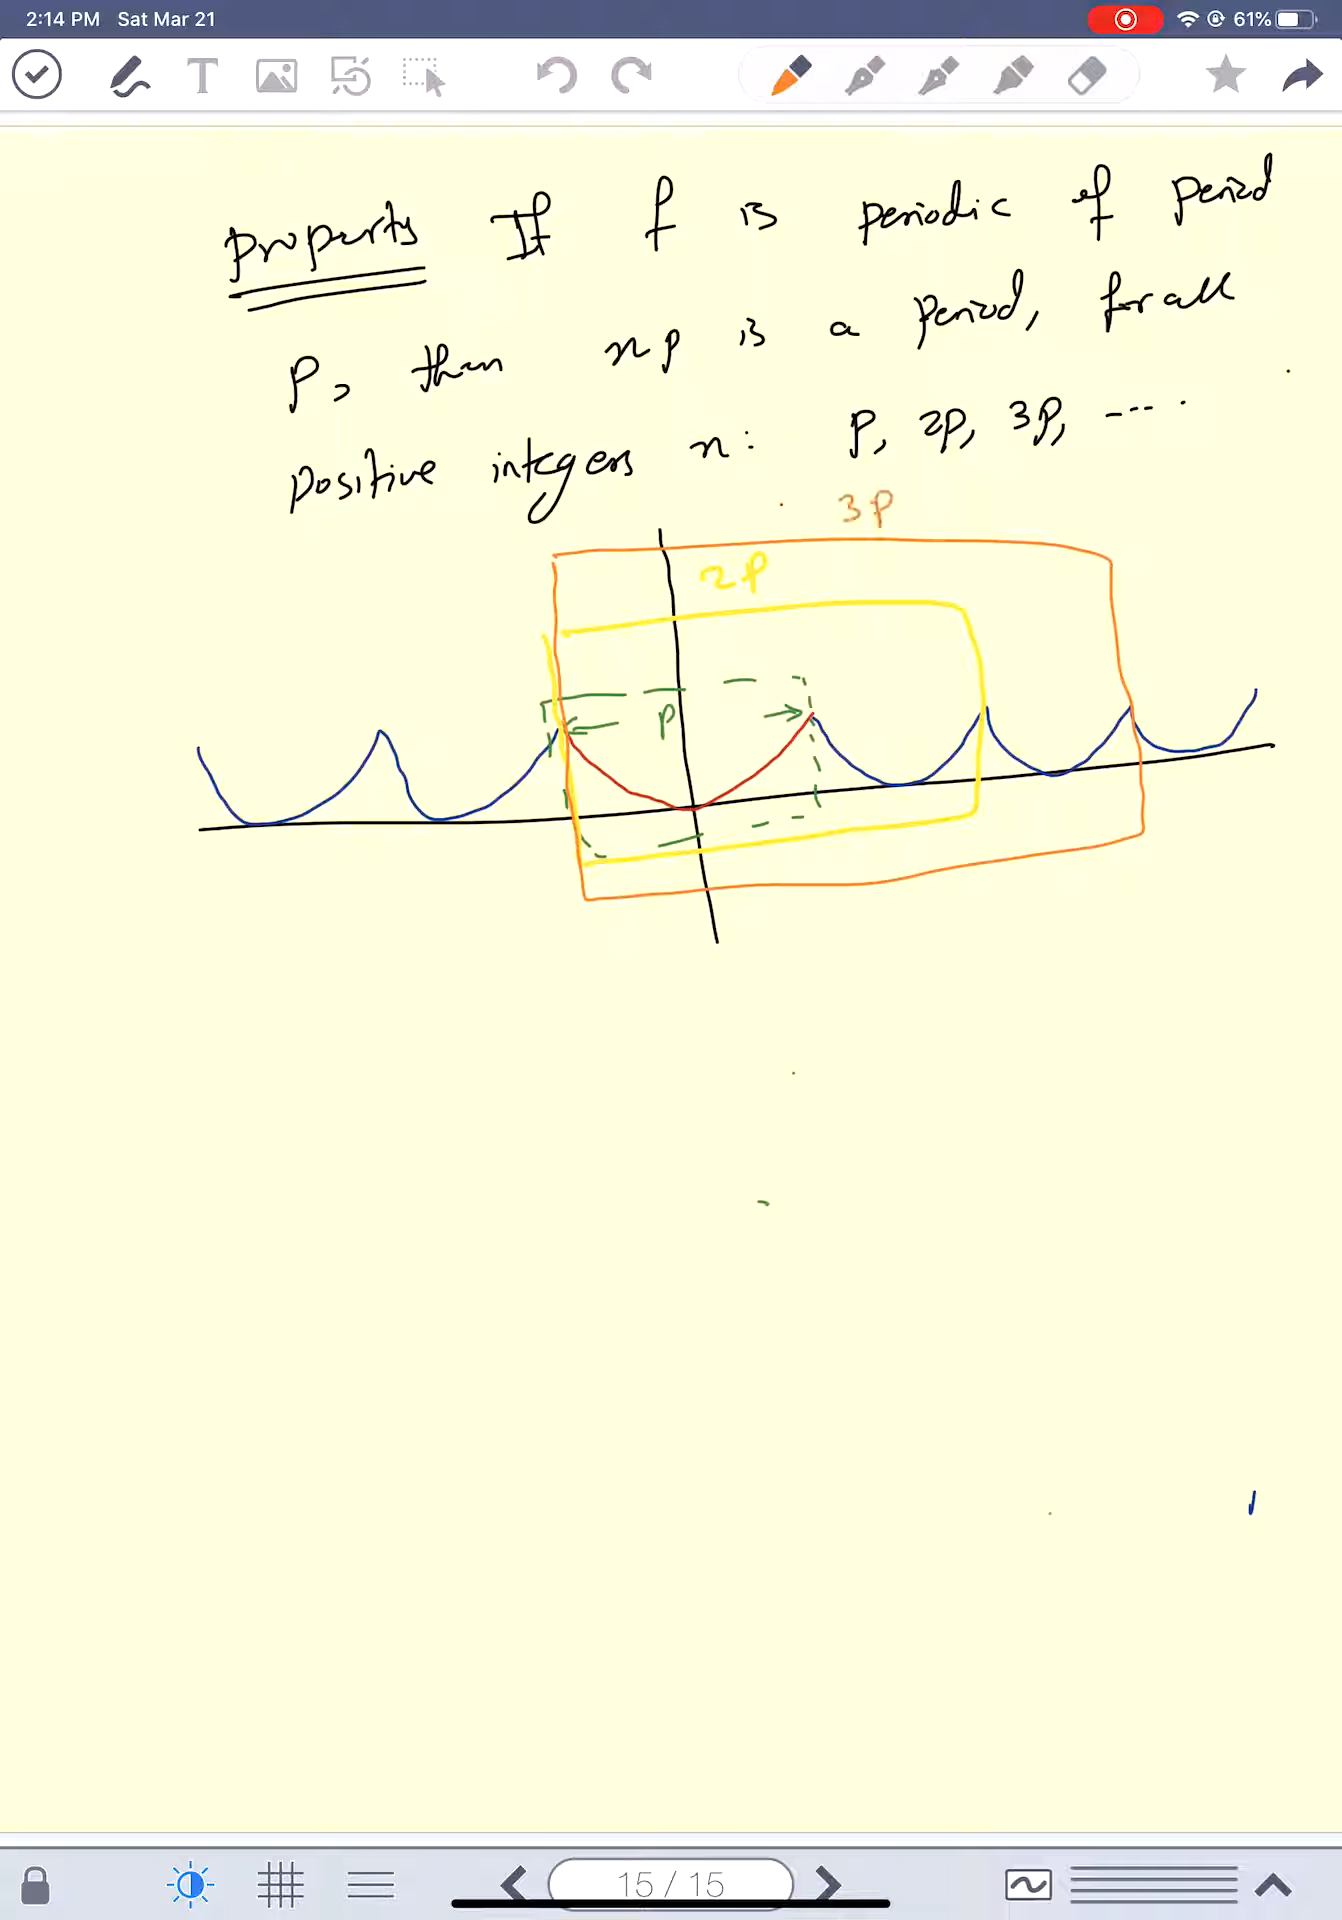 2:14 PM Sat Mar 21 61%
T
Property If f is periodic of period
P, then np is a period, for all
positive integers n: P, 2P, 3P, ----.
3P
2P
P
15 / 15